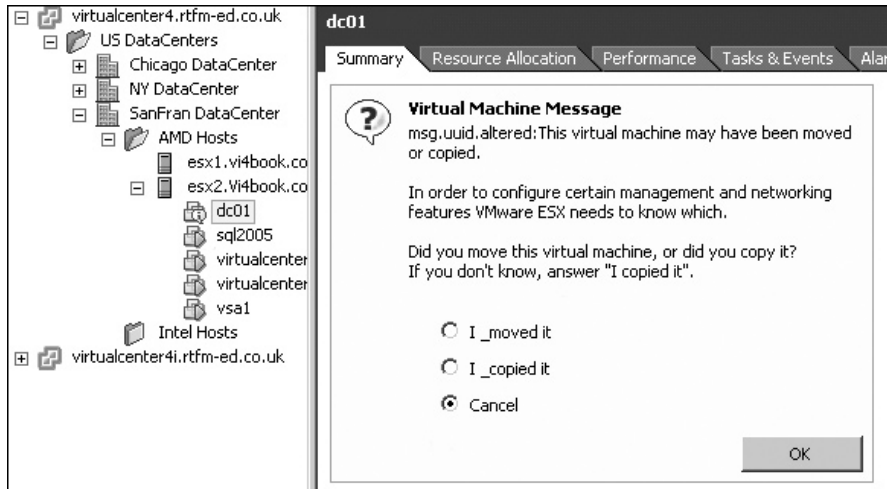 virtualcenter4.rtfm-ed.co.uk
US DataCenters
Chicago DataCenter
NY DataCenter
SanFran DataCenter
AMD Hosts
esx1.vi4book.co
esx2.Vi4book.co
dc01
sql2005
virtualcenter
virtualcenter
vsa1
Intel Hosts
virtualcenter4i.rtfm-ed.co.uk
dc01
Summary Resource Allocation Performance Tasks & Events Alar
Virtual Machine Message
msg.uuid.altered:This virtual machine may have been moved
or copied.
In order to configure certain management and networking
features VMware ESX needs to know which.
Did you move this virtual machine, or did you copy it?
If you don't know, answer "I copied it".
I _moved it
I _copied it
Cancel
OK